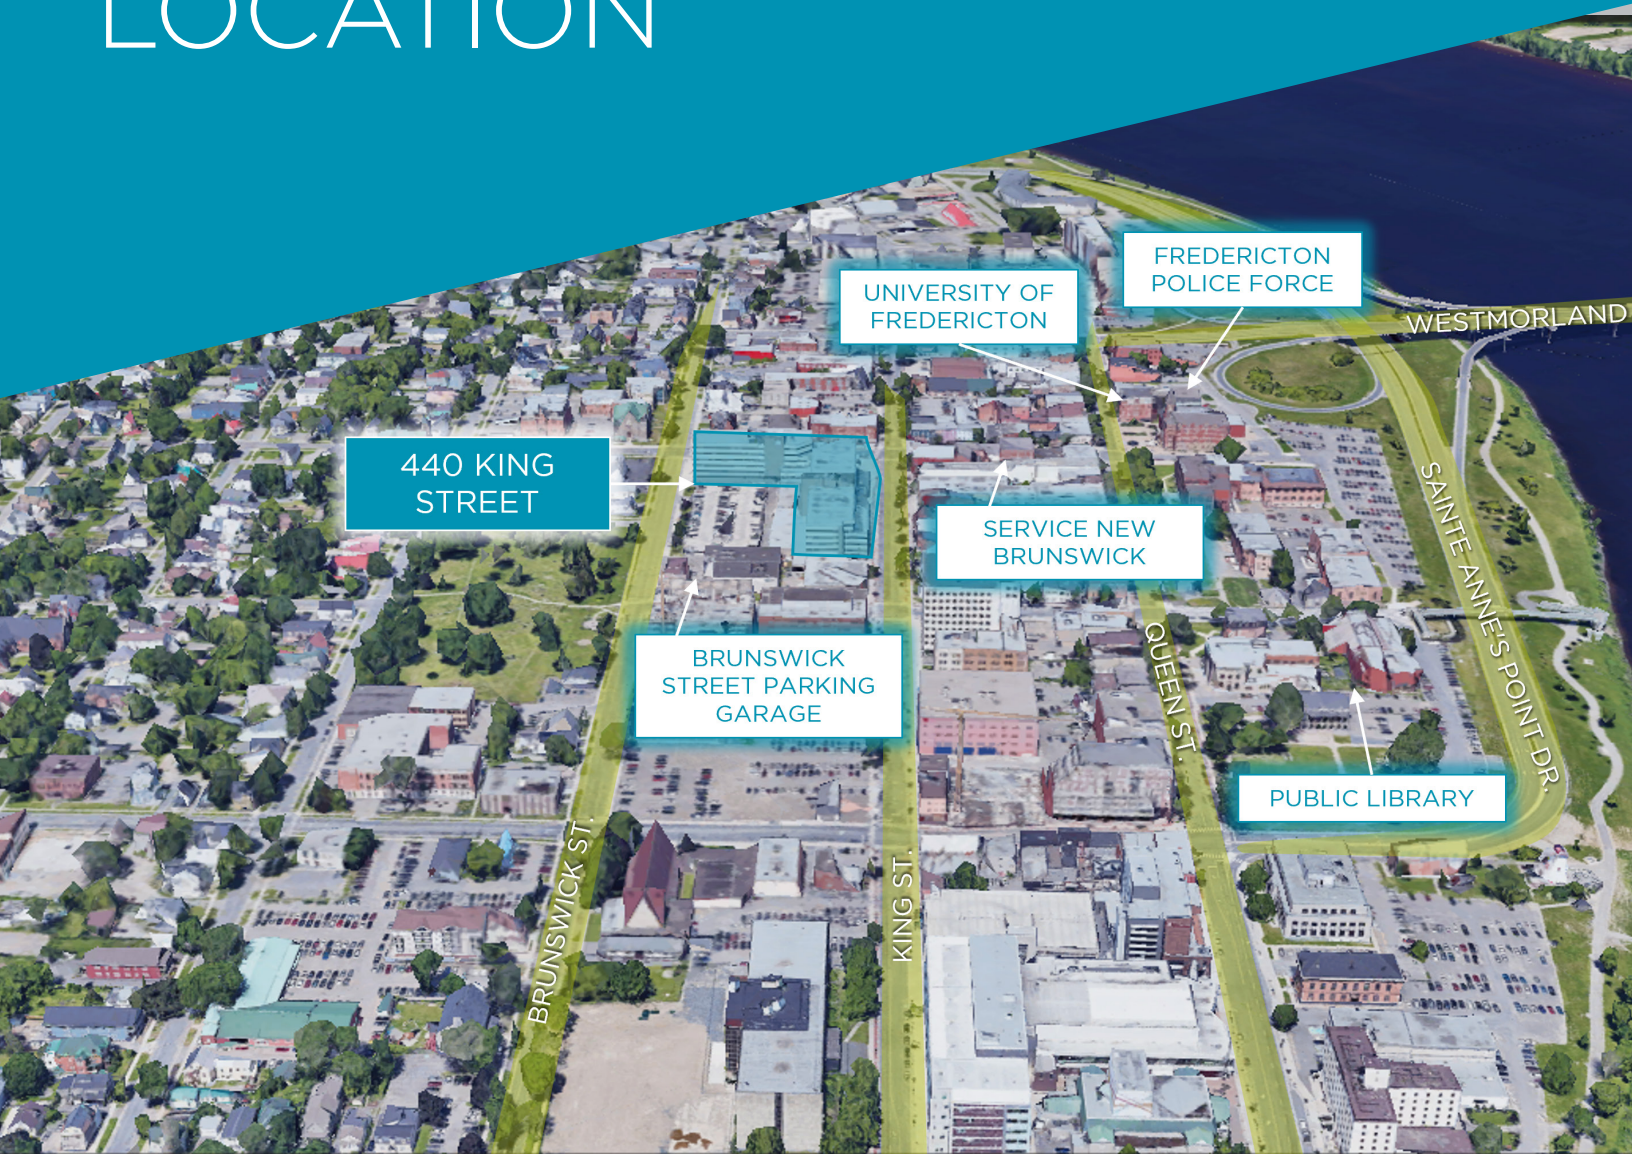 LOCATION
FREDERICTON
POLICE FORCE
UNIVERSITY OF
FREDERICTON
WESTMORLAND
440 KING
STREET
SERVICE NEW
BRUNSWICK
SAINTE ANNE'S POINT DR.
BRUNSWICK
STREET PARKING
GARAGE
QUEEN ST.
PUBLIC LIBRARY
BRUNSWICK ST.
KING ST.